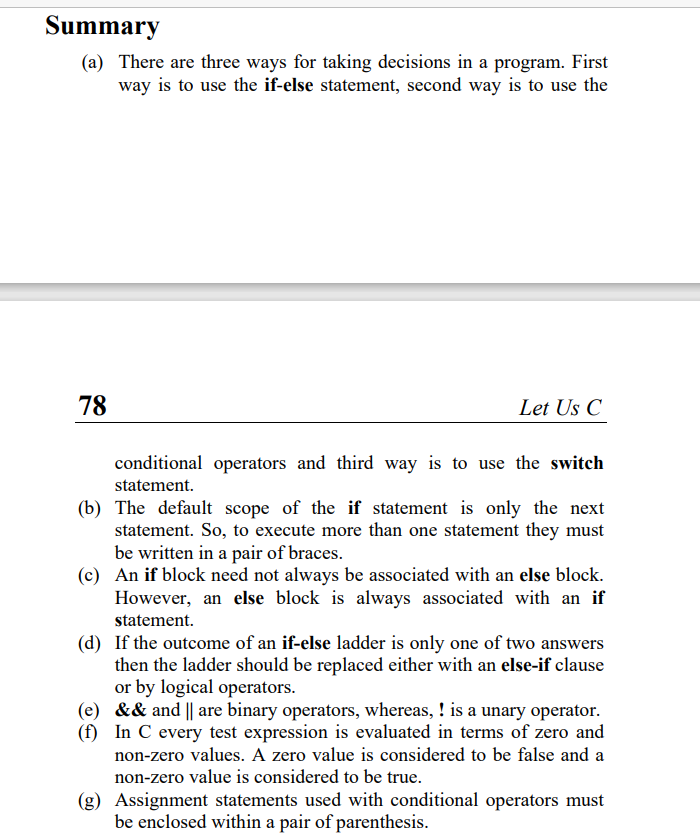 Summary
(a) There are three ways for taking decisions in a program. First
way is to use the if-else statement, second way is to use the
78 Let Us C
conditional operators and third way is to use the switch
statement.
(b) The default scope of the if statement is only the next
statement. So, to execute more than one statement they must
be written in a pair of braces.
(c) An if block need not always be associated with an else block.
However, an else block is always associated with an if
statement.
(d) If the outcome of an if-else ladder is only one of two answers
then the ladder should be replaced either with an else-if clause
or by logical operators.
(e) && and || are binary operators, whereas, ! is a unary operator.
(f) In C every test expression is evaluated in terms of zero and
non-zero values. A zero value is considered to be false and a
non-zero value is considered to be true.
(g) Assignment statements used with conditional operators must
be enclosed within a pair of parenthesis.